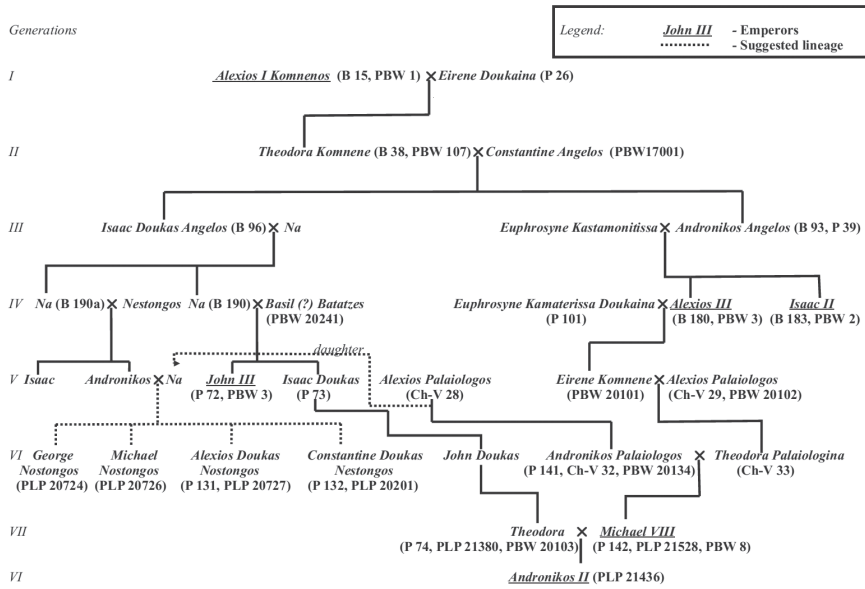 Generations
Legend: John III - Emperors
- Suggested lineage
I Alexios I Komnenos (B 15, PBW 1) Eirene Doukaina (P 26)
II Theodora Komnene (B 38, PBW 107) Constantine Angelos (PBW17001)
III Isaac Doukas Angelos (B 96) Na Euphrosyne Kastamonitissa Andronikos Angelos (B 93, P 39)
IV Na (B 190a) Nestongos Na (B 190) Basil (?) Batatzes Euphrosyne Kamaterissa Doukaina Alexios III Isaac II
(PBW 20241) (P 101) (B 180, PBW 3) (B 183, PBW 2)
daughter
V Isaac Andronikos Na John III Isaac Doukas Alexios Palaiologos Eirene Komnene Alexios Palaiologos
(P 72, PBW 3) (P 73) (Ch-V 28) (PBW 20101) (Ch-V 29, PBW 20102)
VI George Michael Alexios Doukas Constantine Doukas John Doukas Andronikos Palaiologos Theodora Palaiologina
Nostongos Nostongos Nostongos Nestongos (P 141, Ch-V 32, PBW 20134) (Ch-V 33)
(PLP 20724) (PLP 20726) (P 131, PLP 20727) (P 132, PLP 20201)
VII Theodora Michael VIII
(P 74, PLP 21380, PBW 20103) (P 142, PLP 21528, PBW 8)
VI Andronikos II (PLP 21436)